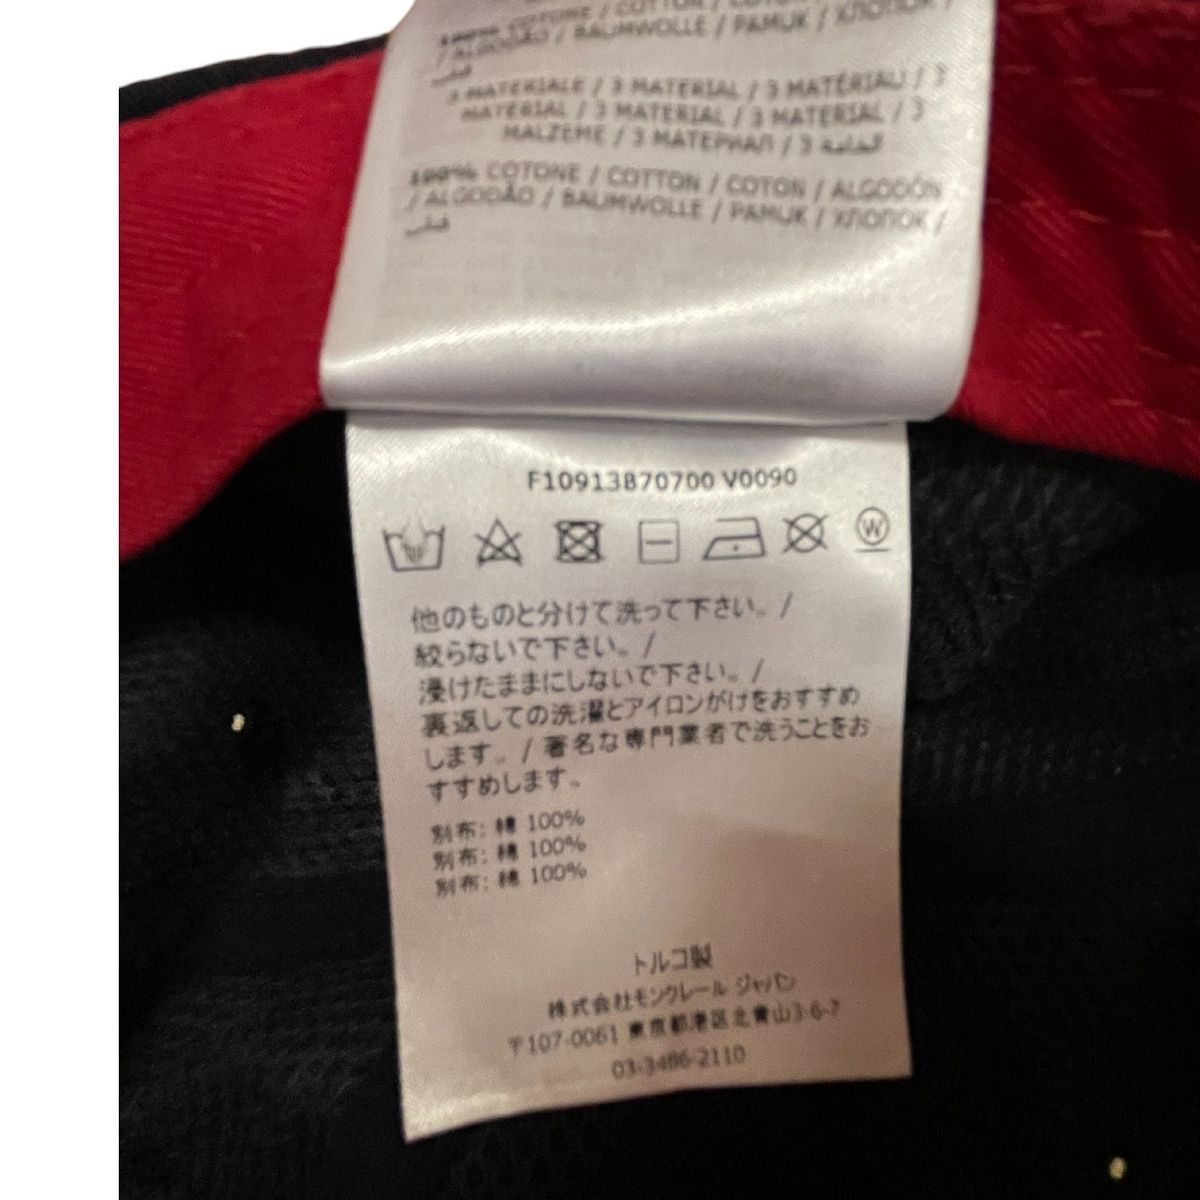 100% COTONE / COTTON / COTON
/ ALGODÃO / BAUMWOLLE / PAMUK / ХЛОПОК /
قطن
3 MATERIALE / 3 MATERIAL / 3 MATÉRIAU / 3
MATERIAL / 3 MATERIAL / 3 MATERIAL / 3
MALZEME / 3 МАТЕРИАЛ / 3 الخامة
100% COTONE / COTTON / COTON / ALGODÓN
/ ALGODÃO / BAUMWOLLE / PAMUK / ХЛОПОК /
قطن
F10913B70700 V0090
W
他のものと分けて洗って下さい。/
絞らないで下さい。/
浸けたままにしないで下さい。/
裏返しての洗濯とアイロンがけをおすすめ
します。/ 著名な専門業者で洗うことをお
すすめします。
別布: 綿 100%
別布: 綿 100%
別布: 綿 100%
トルコ製
株式会社モンクレール ジャパン
〒107-0061 東京都港区北青山3-6-7
03-3486-2110